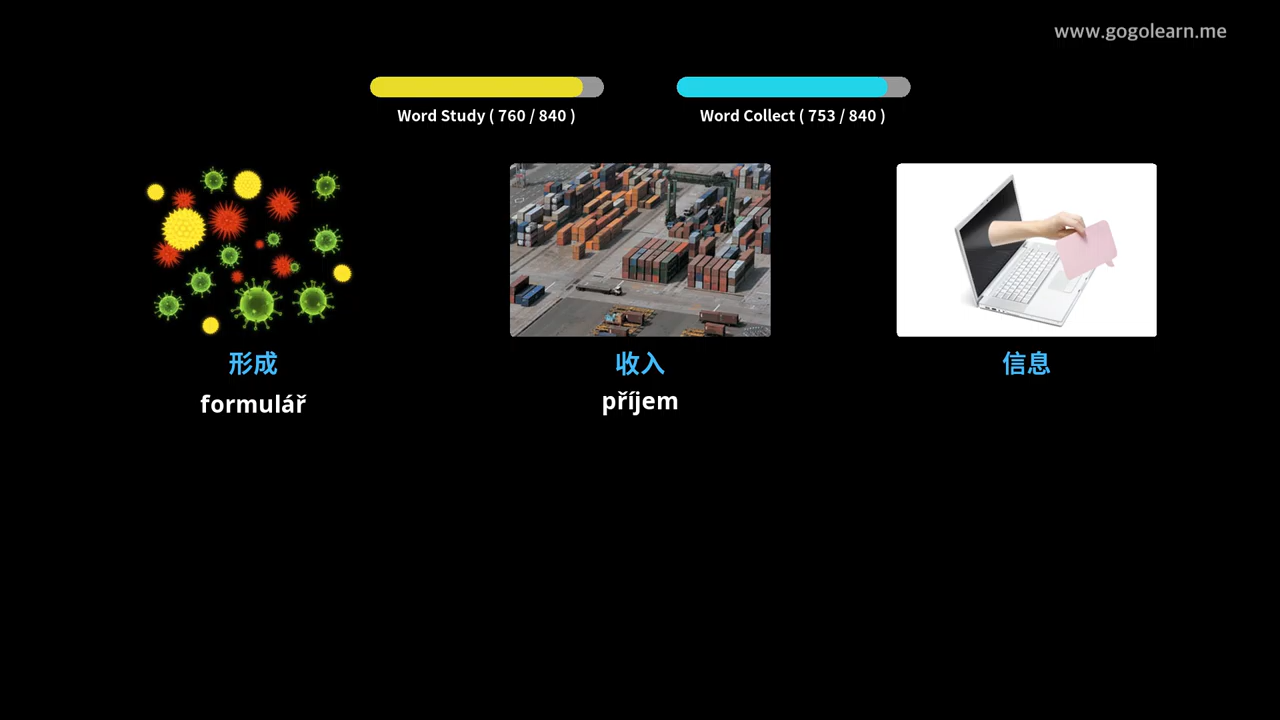 www.gogolearn.me
Word Study ( 760 / 840 )
Word Collect ( 753 / 840 )
形成
收入
信息
formulář
příjem